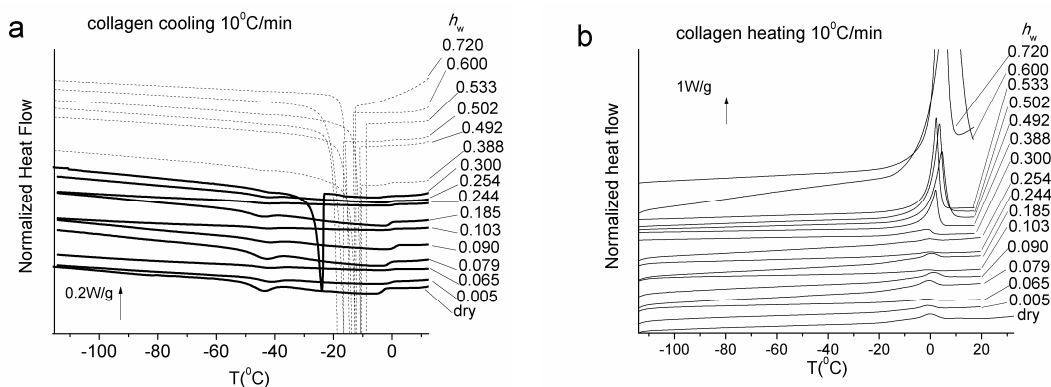 a
collagen cooling 10⁰C/min
hw
0.720
0.600
0.533
0.502
0.492
0.388
0.300
0.254
0.244
0.185
0.103
0.090
0.079
0.065
0.005
dry
0.2W/g
Normalized Heat Flow
-100 -80 -60 -40 -20 0
T(⁰C)
b
collagen heating 10⁰C/min
hw
0.720
0.600
0.533
0.502
0.492
0.388
0.300
0.254
0.244
0.185
0.103
0.090
0.079
0.065
0.005
dry
1W/g
Normalized heat flow
-100 -80 -60 -40 -20 0 20
T(⁰C)